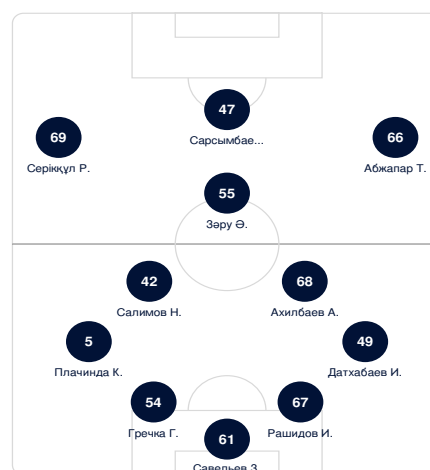 47
Сарсымбае...
69
Серікқұл Р.
66
Абжапар Т.
55
Зәру Ә.
42
Салимов Н.
68
Ахилбаев А.
5
Плачинда К.
49
Датхабаев И.
54
Гречка Г.
67
Рашидов И.
61
Савельев З.